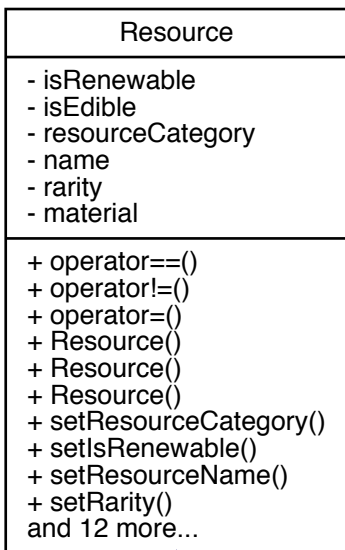 Resource
- isRenewable
- isEdible
- resourceCategory
- name
- rarity
- material
+ operator==()
+ operator!=()
+ operator=()
+ Resource()
+ Resource()
+ Resource()
+ setResourceCategory()
+ setIsRenewable()
+ setResourceName()
+ setRarity()
and 12 more...